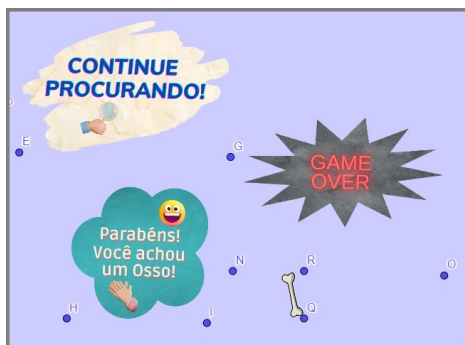 CONTINUE
PROCURANDO!
E
G
GAME
OVER
Parabéns!
Você achou
um Osso!
N
R
O
H
I
Q